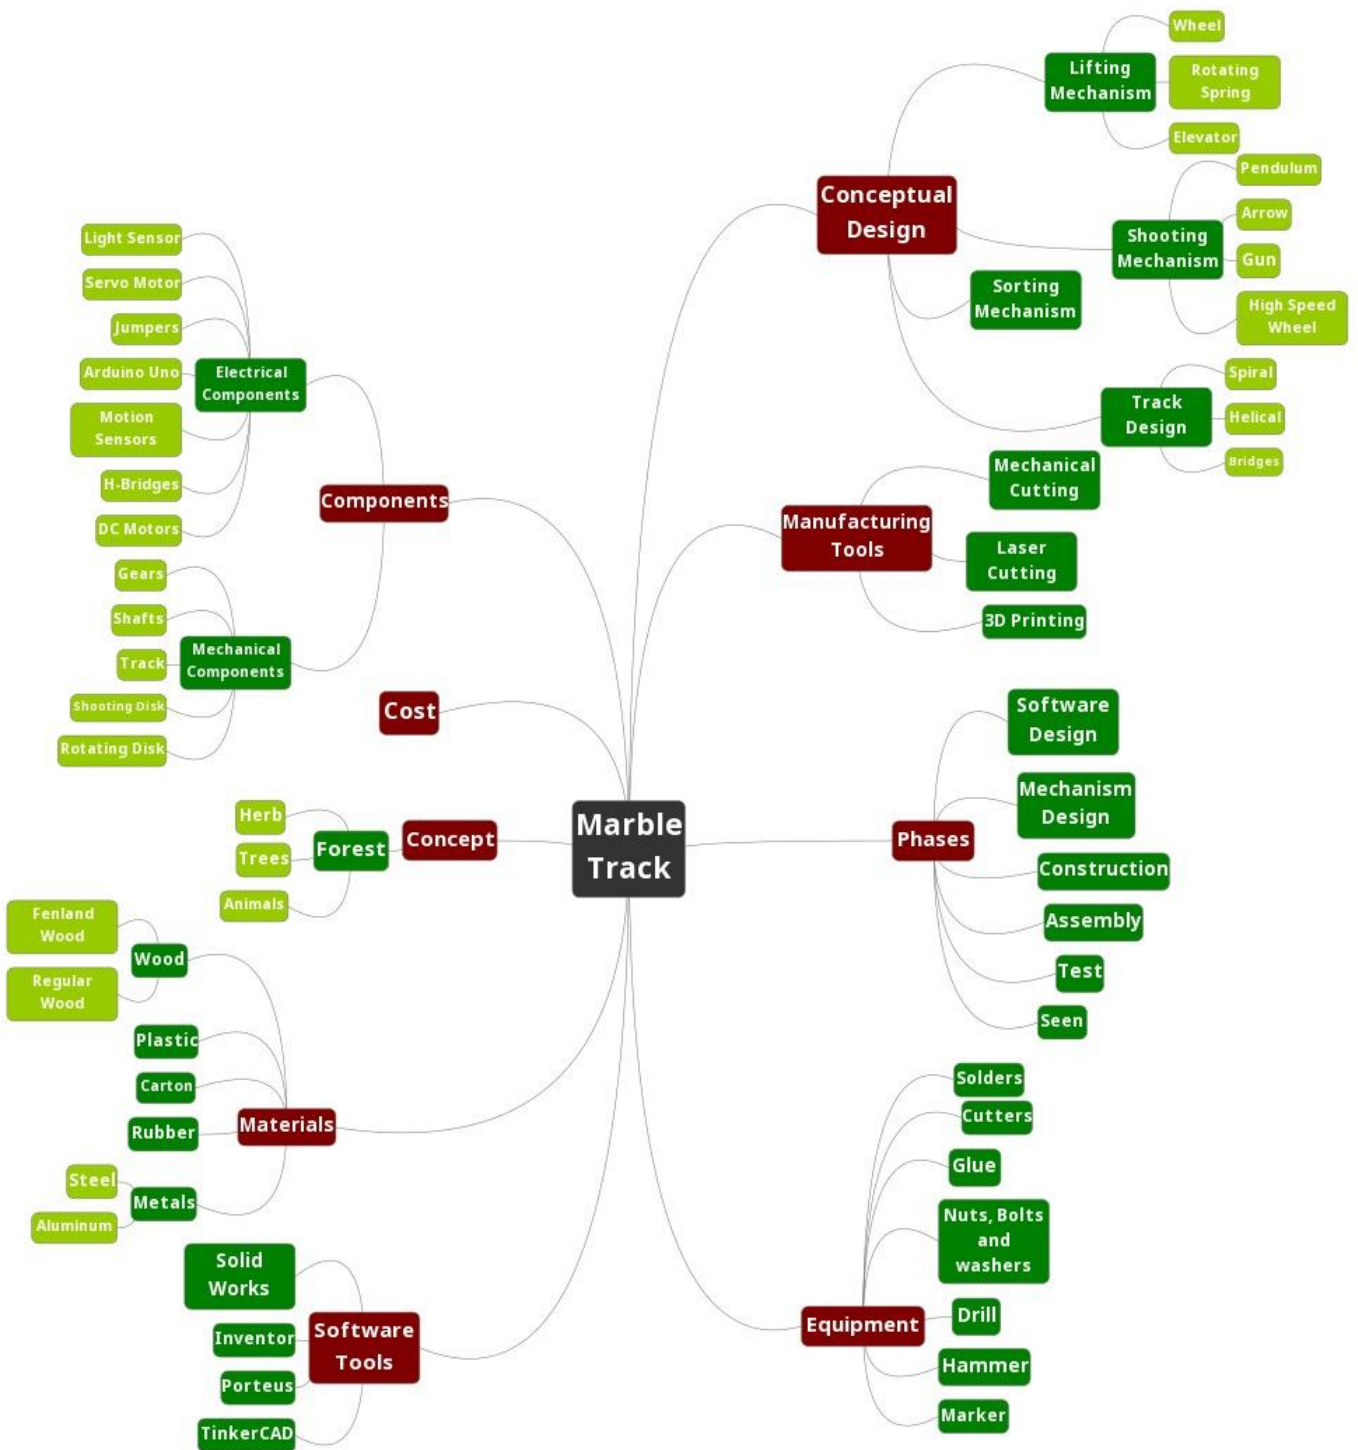 Marble
Track
Conceptual
Design
Lifting
Mechanism
Wheel
Rotating
Spring
Elevator
Shooting
Mechanism
Pendulum
Arrow
Gun
High Speed
Wheel
Sorting
Mechanism
Track
Design
Spiral
Helical
Bridges
Manufacturing
Tools
Mechanical
Cutting
Laser
Cutting
3D Printing
Phases
Software
Design
Mechanism
Design
Construction
Assembly
Test
Seen
Equipment
Solders
Cutters
Glue
Nuts, Bolts
and
washers
Drill
Hammer
Marker
Components
Electrical
Components
Light Sensor
Servo Motor
Jumpers
Arduino Uno
Motion
Sensors
H-Bridges
DC Motors
Mechanical
Components
Gears
Shafts
Track
Shooting Disk
Rotating Disk
Cost
Concept
Forest
Herb
Trees
Animals
Materials
Wood
Fenland
Wood
Regular
Wood
Plastic
Carton
Rubber
Metals
Steel
Aluminum
Software
Tools
Solid
Works
Inventor
Porteus
TinkerCAD